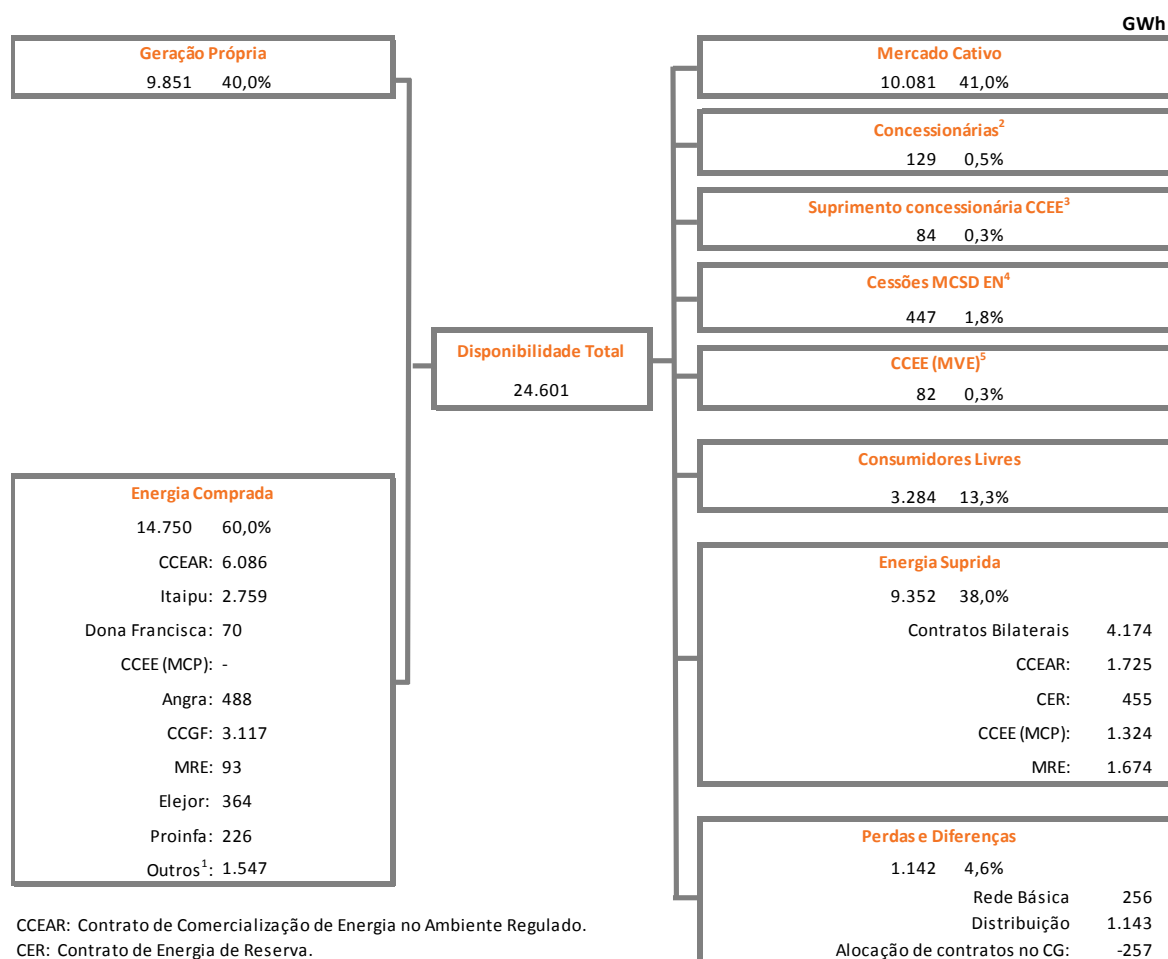 GWh
Geração Própria
9.851 40,0%
Energia Comprada
14.750 60,0%
CCEAR: 6.086
Itaipu: 2.759
Dona Francisca: 70
CCEE (MCP): -
Angra: 488
CCGF: 3.117
MRE: 93
Elejor: 364
Proinfa: 226
Outros¹: 1.547
Disponibilidade Total
24.601
Mercado Cativo
10.081 41,0%
Concessionárias²
129 0,5%
Suprimento concessionária CCEE³
84 0,3%
Cessões MCSD EN⁴
447 1,8%
CCEE (MVE)⁵
82 0,3%
Consumidores Livres
3.284 13,3%
Energia Suprida
9.352 38,0%
Contratos Bilaterais 4.174
CCEAR: 1.725
CER: 455
CCEE (MCP): 1.324
MRE: 1.674
Perdas e Diferenças
1.142 4,6%
Rede Básica 256
Distribuição 1.143
Alocação de contratos no CG: -257
CCEAR: Contrato de Comercialização de Energia no Ambiente Regulado.
CER: Contrato de Energia de Reserva.